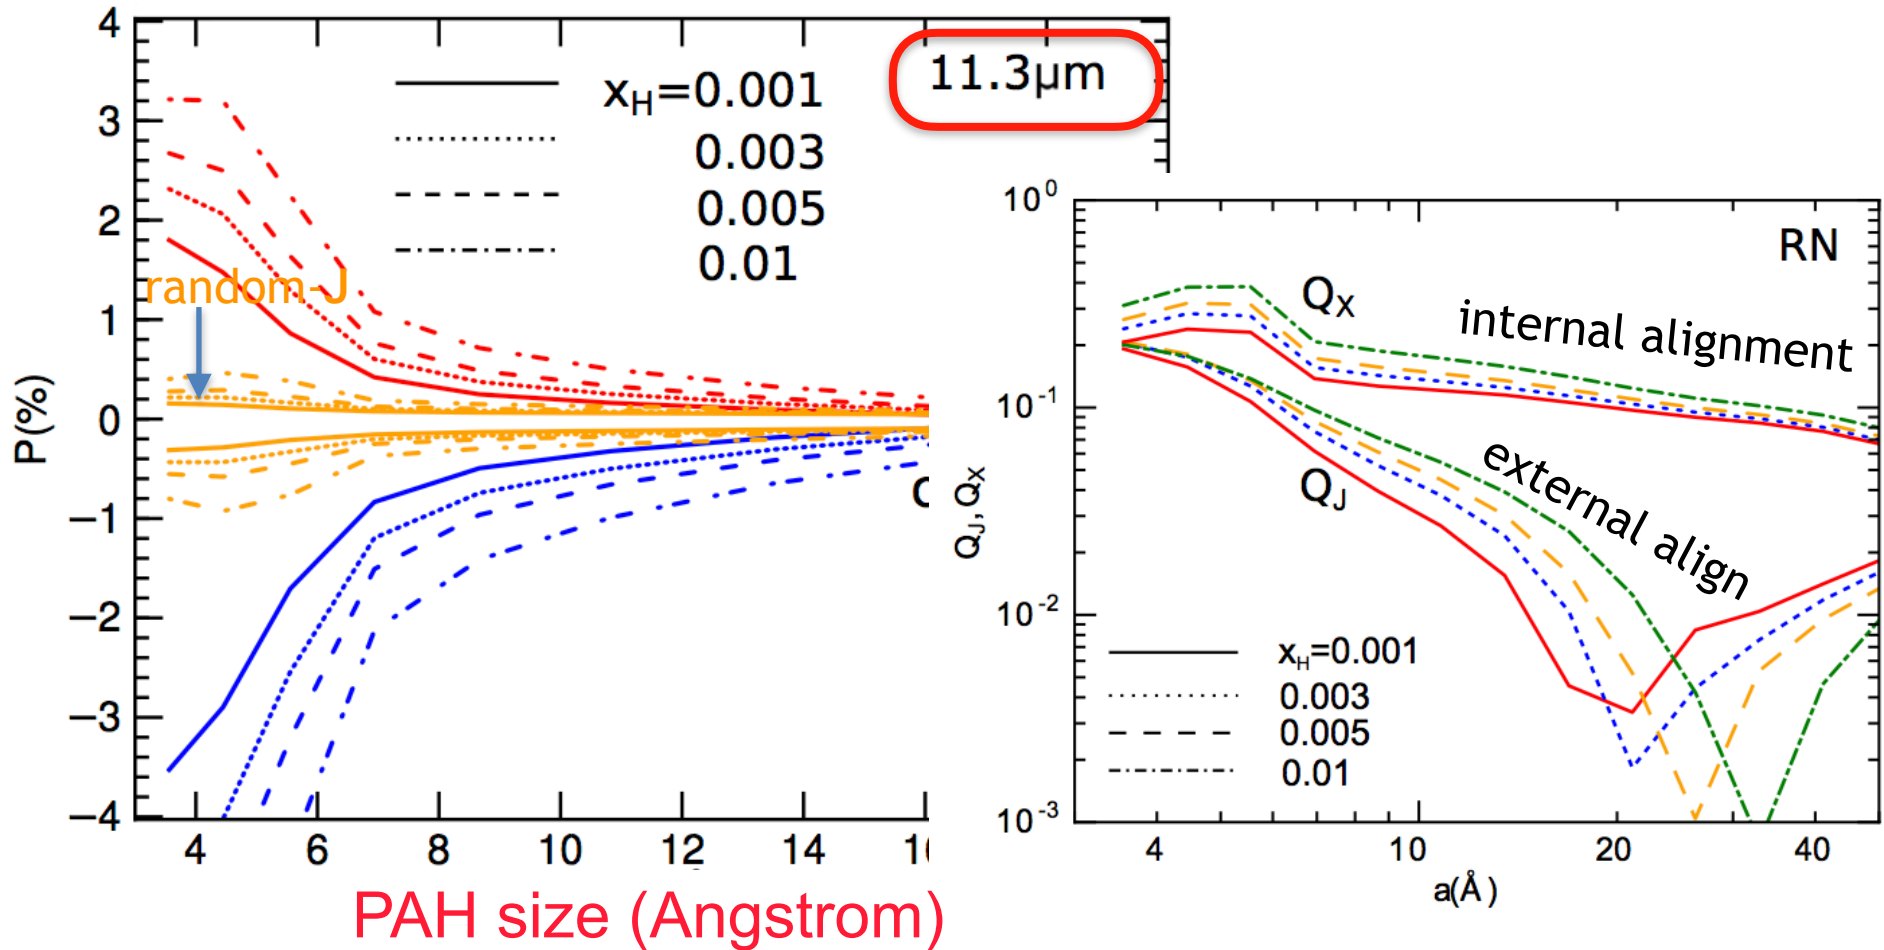 4
3
2
1
0
−1
−2
−3
−4
P(%)
11.3μm
xH=0.001
0.003
0.005
0.01
random-J
4 6 8 10 12 14
PAH size (Angstrom)
10^0
10^-1
10^-2
10^-3
QJ, QX
RN
QX
internal alignment
QJ
external align
xH=0.001
0.003
0.005
0.01
4 10 20 40
a(Å)